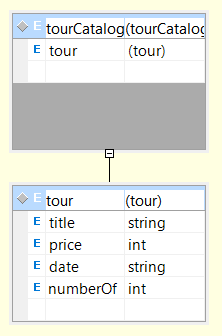 E tourCatalog (tourCatalog
E tour (tour)
E tour (tour)
E title string
E price int
E date string
E numberOf int